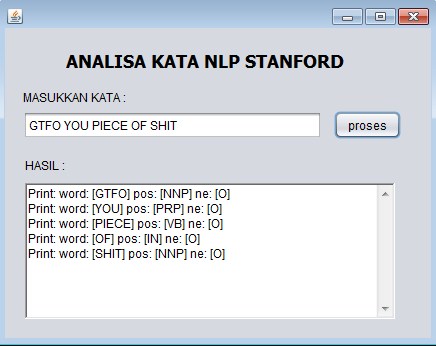 ANALISA KATA NLP STANFORD
MASUKKAN KATA :
GTFO YOU PIECE OF SHIT
proses
HASIL :
Print: word: [GTFO] pos: [NNP] ne: [O]
Print: word: [YOU] pos: [PRP] ne: [O]
Print: word: [PIECE] pos: [VB] ne: [O]
Print: word: [OF] pos: [IN] ne: [O]
Print: word: [SHIT] pos: [NNP] ne: [O]